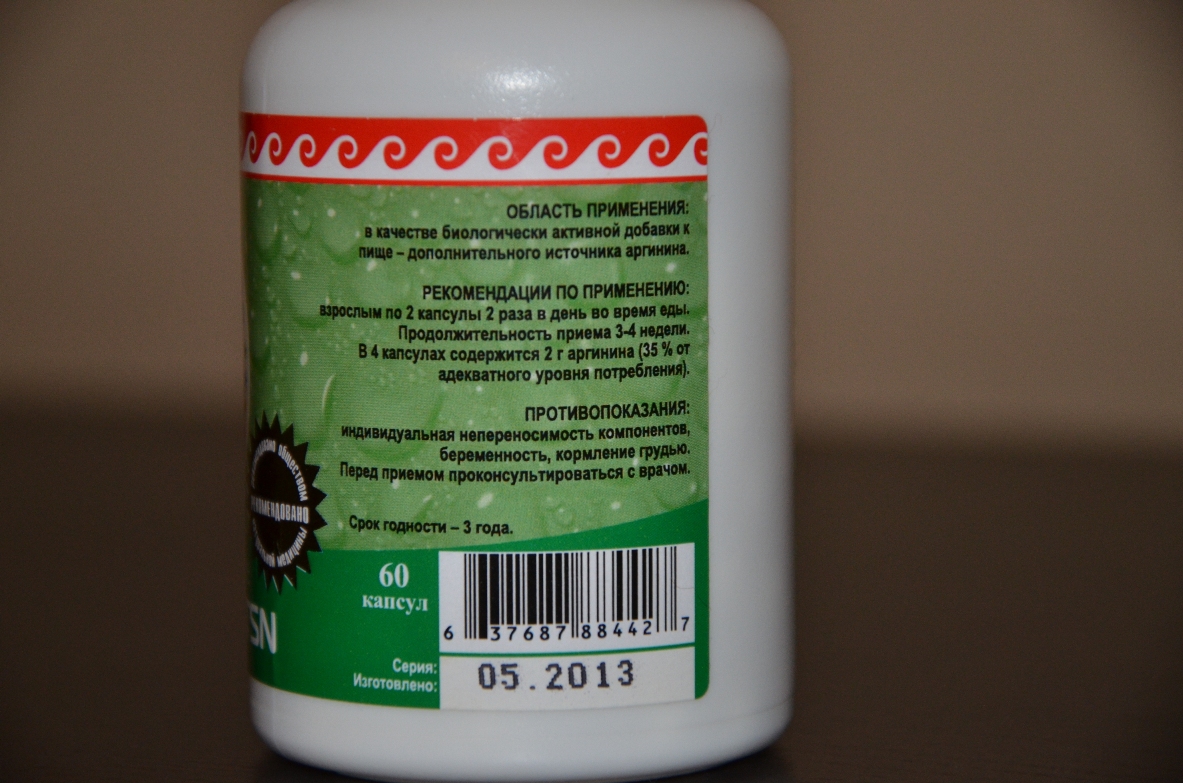 ОБЛАСТЬ ПРИМЕНЕНИЯ:
в качестве биологически активной добавки к
пище – дополнительного источника аргинина.
РЕКОМЕНДАЦИИ ПО ПРИМЕНЕНИЮ:
взрослым по 2 капсулы 2 раза в день во время еды.
Продолжительность приема 3-4 недели.
В 4 капсулах содержится 2 г аргинина (35 % от
адекватного уровня потребления).
ПРОТИВОПОКАЗАНИЯ:
индивидуальная непереносимость компонентов,
беременность, кормление грудью.
Перед приемом проконсультироваться с врачом.
обществом
Срок годности – 3 года.
60
капсул
6 37687 88442 7
Серия:
Изготовлено:
05.2013